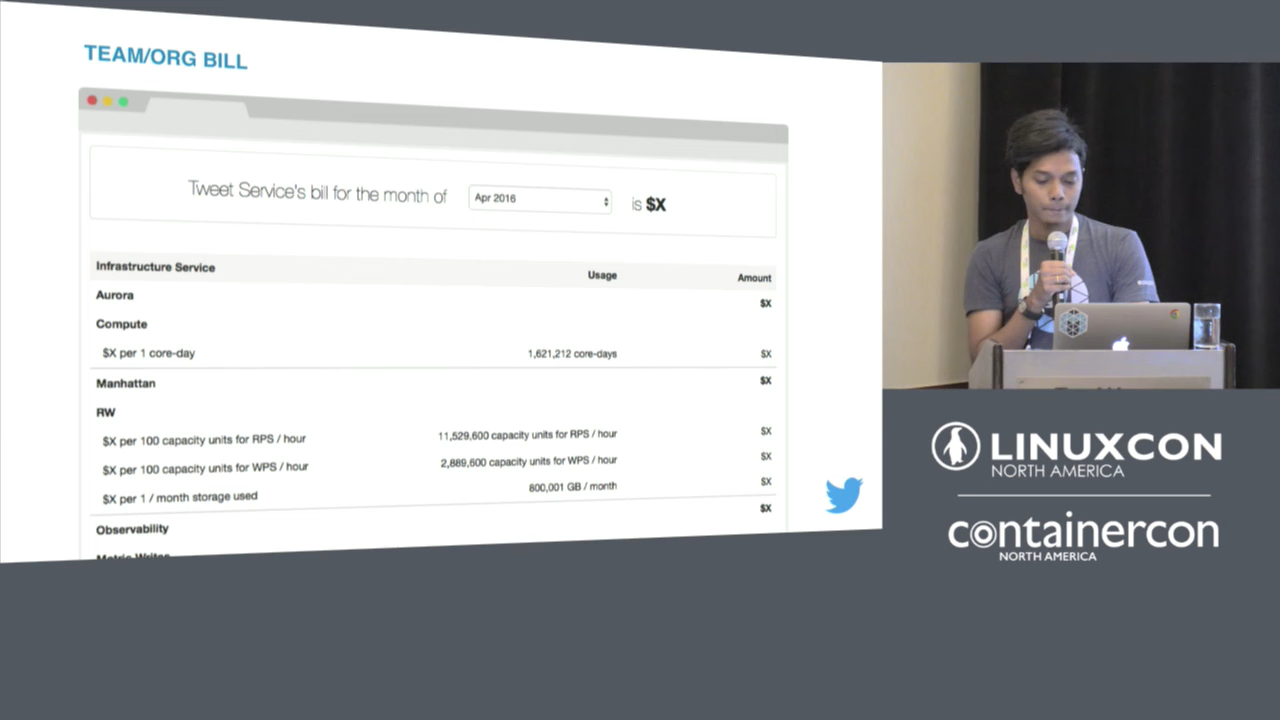 TEAM/ORG BILL
Tweet Service's bill for the month of Apr 2016 is $X
Infrastructure Service Usage Amount
Aurora $X
Compute
$X per 1 core-day 1,621,212 core-days $X
Manhattan $X
RW
$X per 100 capacity units for RPS / hour 11,529,600 capacity units for RPS / hour $X
$X per 100 capacity units for WPS / hour 2,889,600 capacity units for WPS / hour $X
$X per 1 / month storage used 800,001 GB / month $X
Observability $X
Metric Writes
LINUXCON
NORTH AMERICA
containercon
NORTH AMERICA